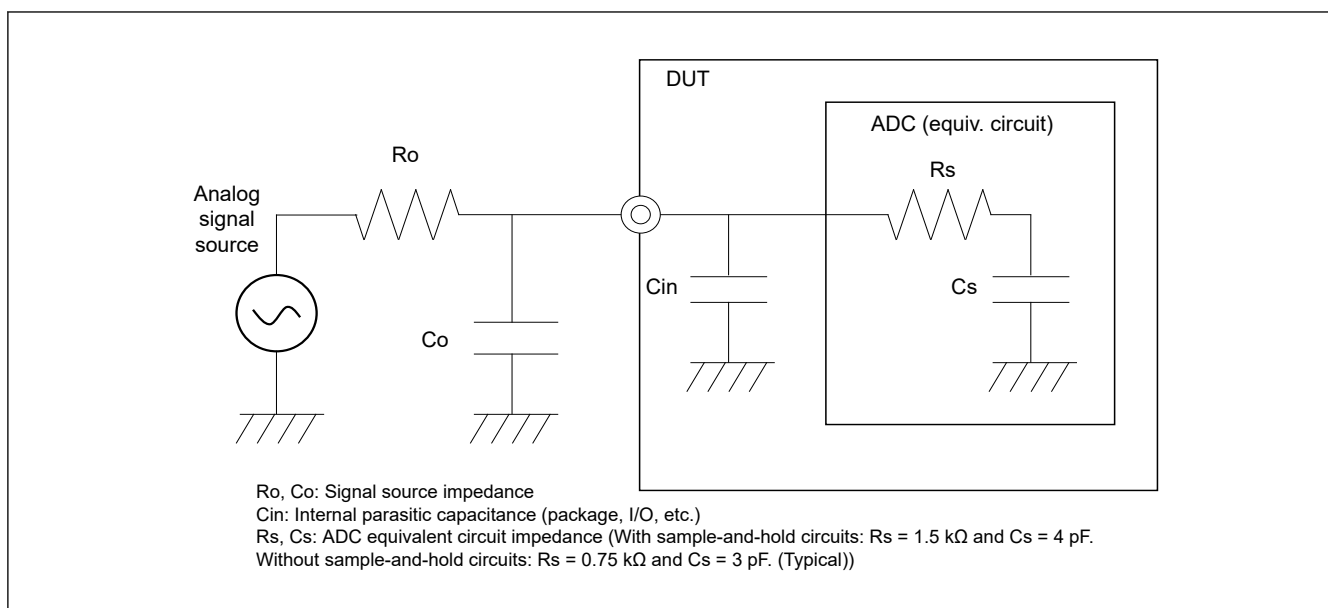 DUT
ADC (equiv. circuit)
Ro
Rs
Analog
signal
source
Cin
Cs
Co
Ro, Co: Signal source impedance
Cin: Internal parasitic capacitance (package, I/O, etc.)
Rs, Cs: ADC equivalent circuit impedance (With sample-and-hold circuits: Rs = 1.5 kΩ and Cs = 4 pF.
Without sample-and-hold circuits: Rs = 0.75 kΩ and Cs = 3 pF. (Typical))